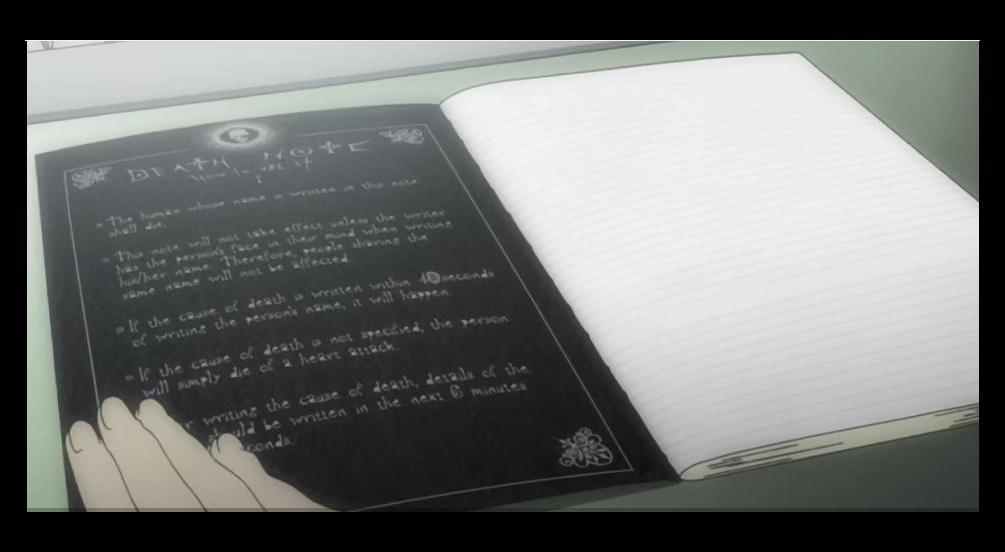 DEATH NOTE
How to use it
I
The human whose name is written in this note
shall die.
This note will not take effect unless the writer
has the person's face in their mind when writing
his/her name. Therefore, people sharing the
same name will not be affected.
If the cause of death is written within 40 seconds
of writing the person's name, it will happen.
If the cause of death is not specified, the person
will simply die of a heart attack.
writing the cause of death, details of the
should be written in the next 6 minutes